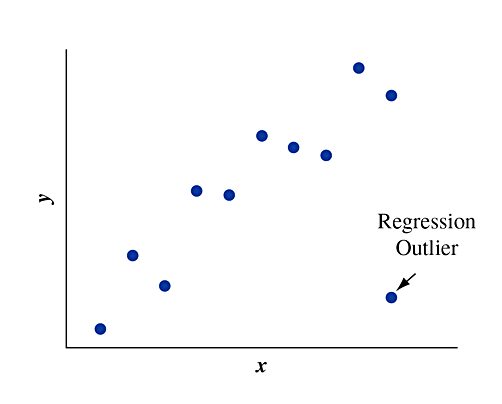 y
Regression
Outlier
x